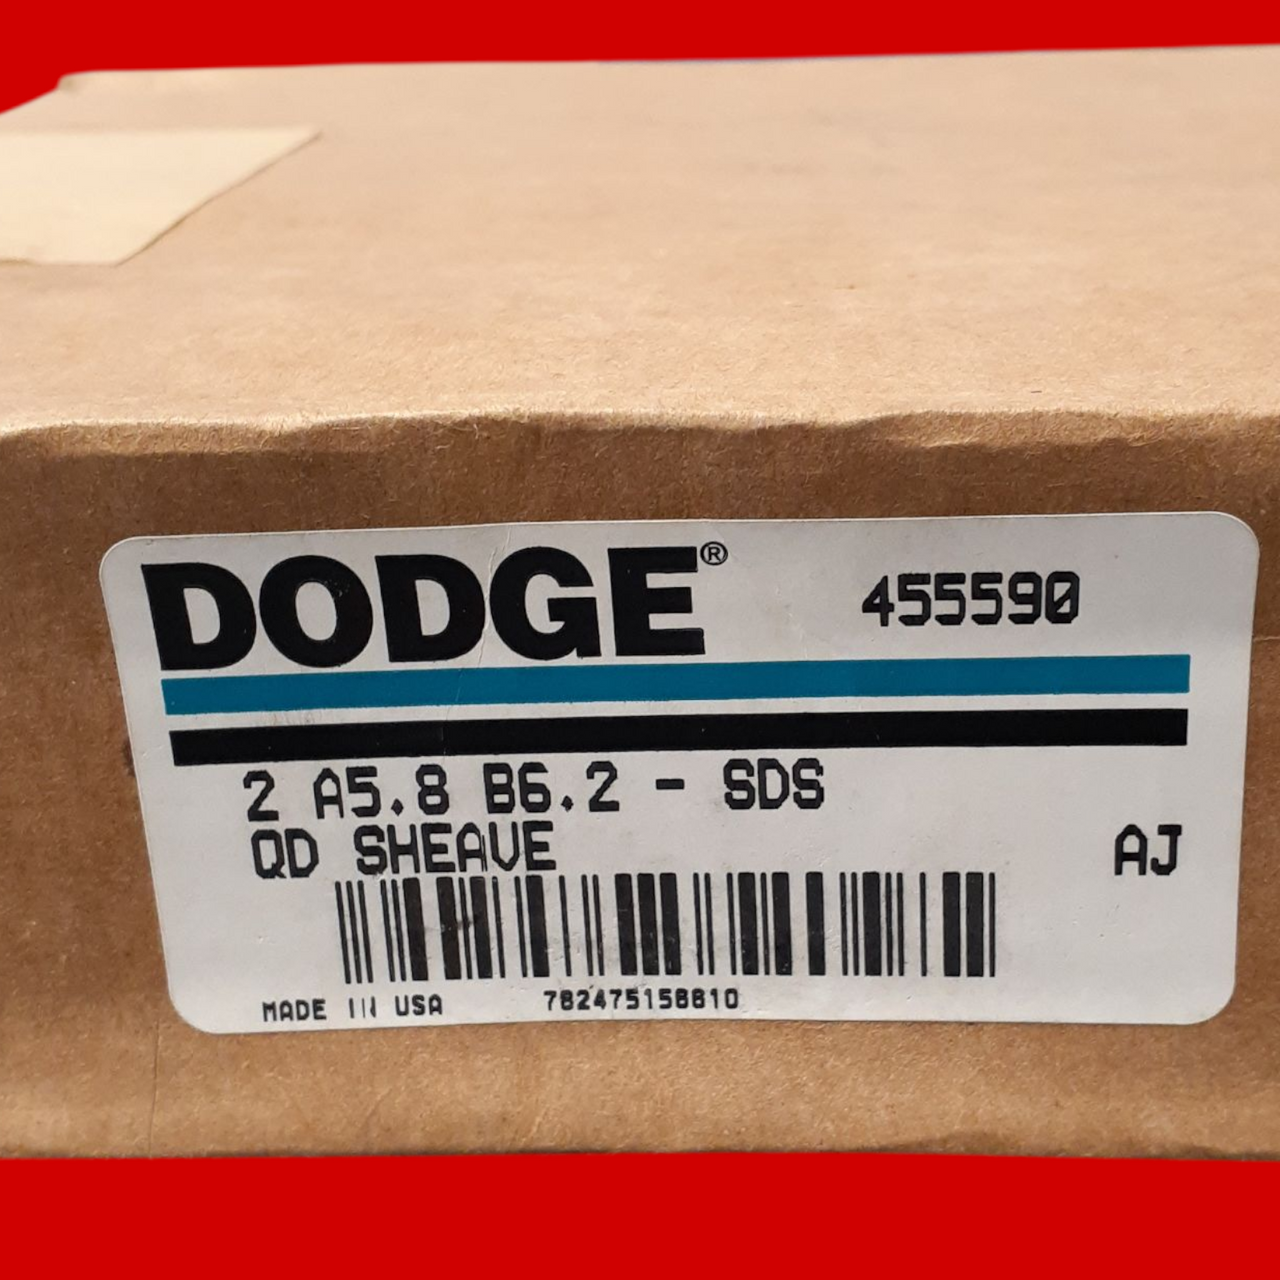 DODGE® 455590
2 A5.8 B6.2 - SDS
QD SHEAVE AJ
MADE IN USA 782475158810